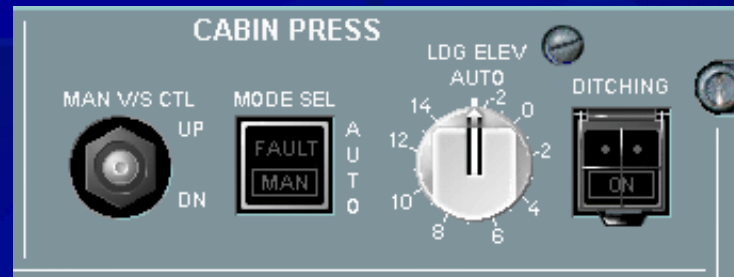 CABIN PRESS
LDG ELEV
AUTO
MAN V/S CTL
UP
DN
MODE SEL
FAULT
MAN
AUTO
14
-2
0
12
-2
10
4
8
6
DITCHING
ON